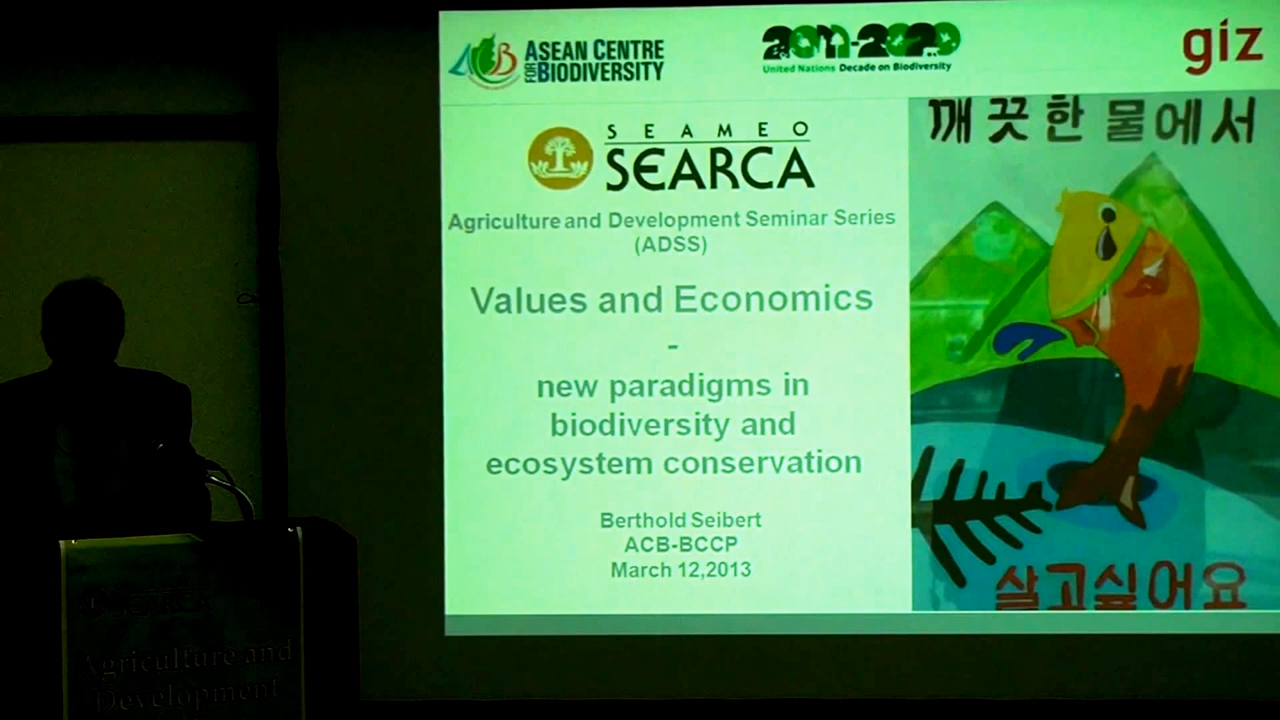 ASEAN CENTRE
FOR BIODIVERSITY
2011-2020
United Nations Decade on Biodiversity
giz
SEAMEO
SEARCA
Agriculture and Development Seminar Series
(ADSS)
Values and Economics
-
new paradigms in
biodiversity and
ecosystem conservation
Berthold Seibert
ACB-BCCP
March 12,2013
깨끗한 물에서
살고싶어요
Agriculture and
Development